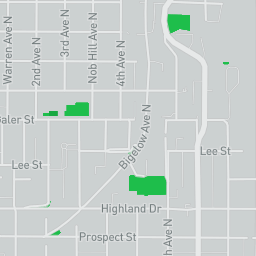 Warren Ave N
2nd Ave N
3rd Ave N
Nob Hill Ave N
4th Ave N
Bigelow Ave N
aler St
Lee St
Lee St
Highland Dr
Prospect St
h Ave N